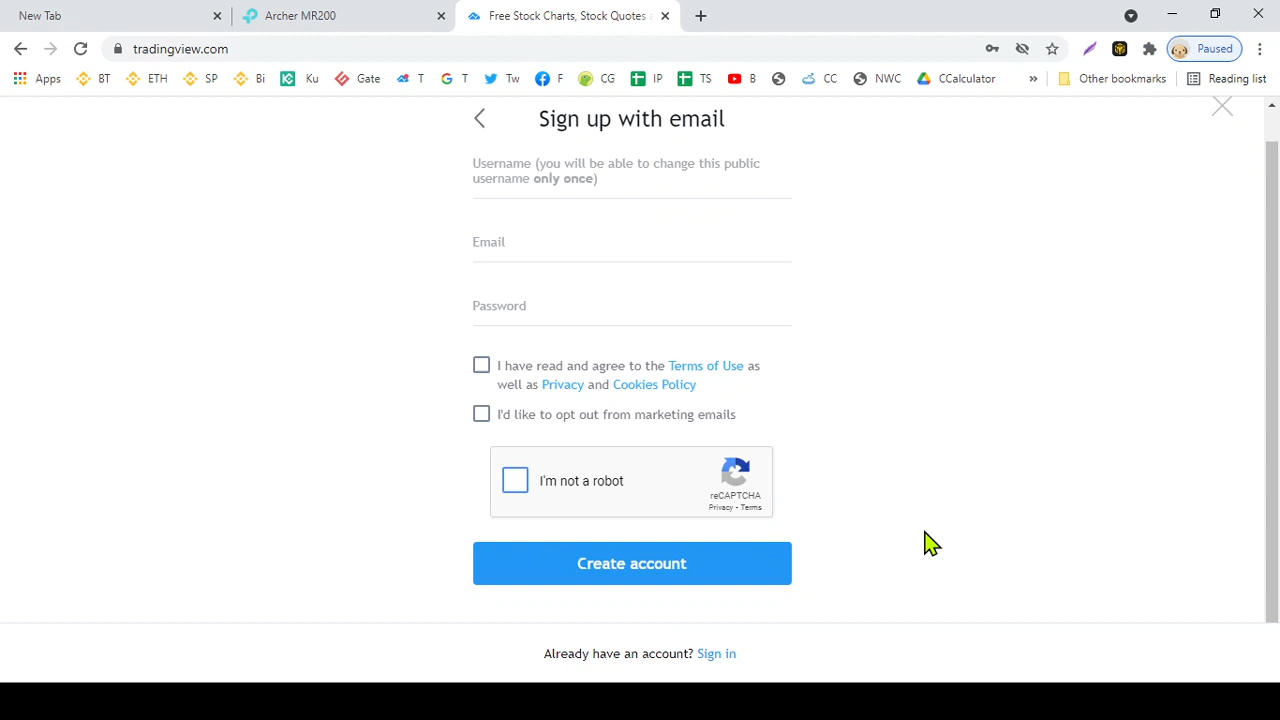 New Tab
Archer MR200
Free Stock Charts, Stock Quotes a
tradingview.com
Paused
Apps
BT
ETH
SP
Bi
Ku
Gate
T
T
Tw
F
CG
IP
TS
B
CC
NWC
CCalculator
»
Other bookmarks
Reading list
Sign up with email
Username (you will be able to change this public
username only once)
Email
Password
I have read and agree to the Terms of Use as
well as Privacy and Cookies Policy
I'd like to opt out from marketing emails
I'm not a robot
reCAPTCHA
Privacy - Terms
Create account
Already have an account? Sign in